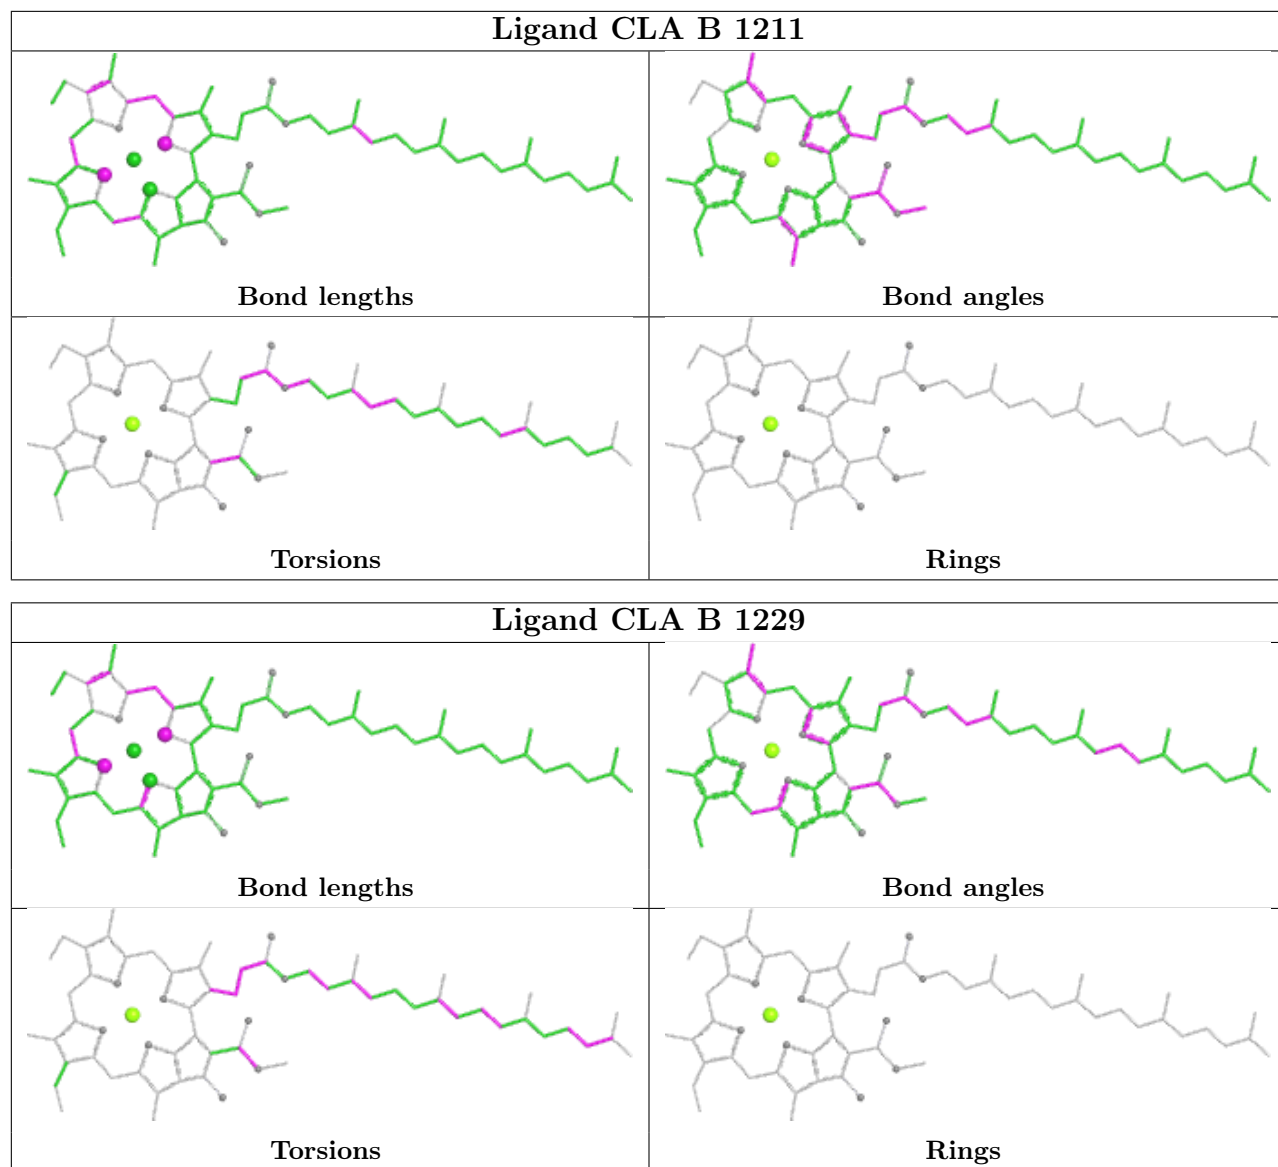 Ligand CLA B 1211
Bond lengths
Bond angles
Torsions
Rings
Ligand CLA B 1229
Bond lengths
Bond angles
Torsions
Rings